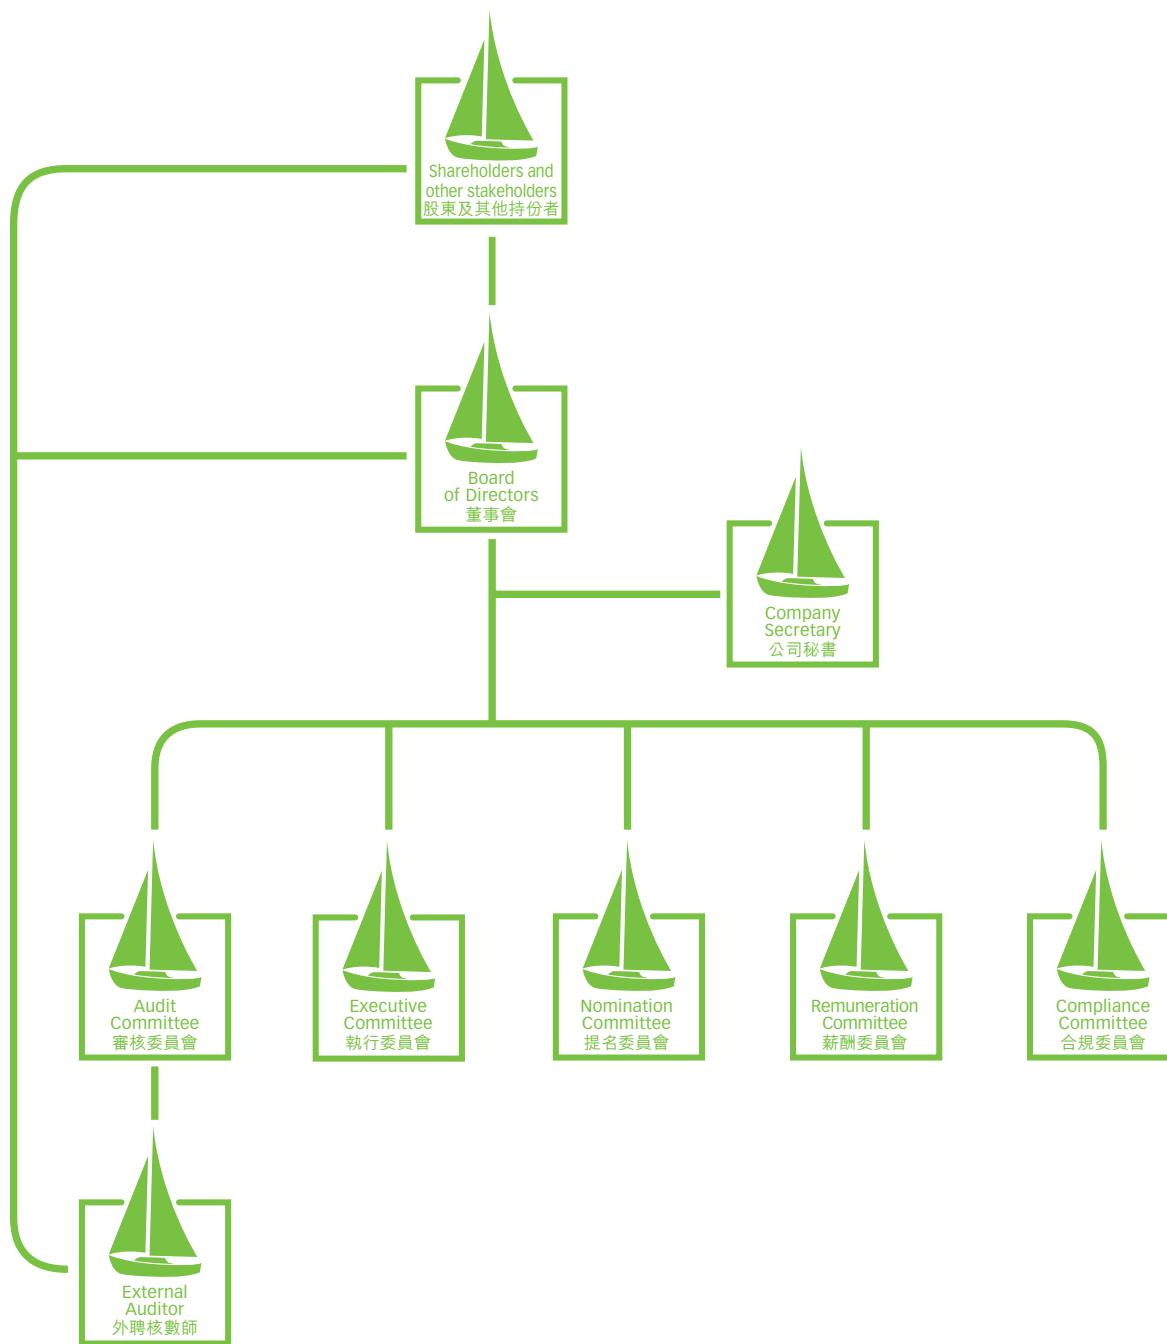 Shareholders and
other stakeholders
股東及其他持份者
Board
of Directors
董事會
Company
Secretary
公司秘書
Audit
Committee
審核委員會
Executive
Committee
執行委員會
Nomination
Committee
提名委員會
Remuneration
Committee
薪酬委員會
Compliance
Committee
合規委員會
External
Auditor
外聘核數師